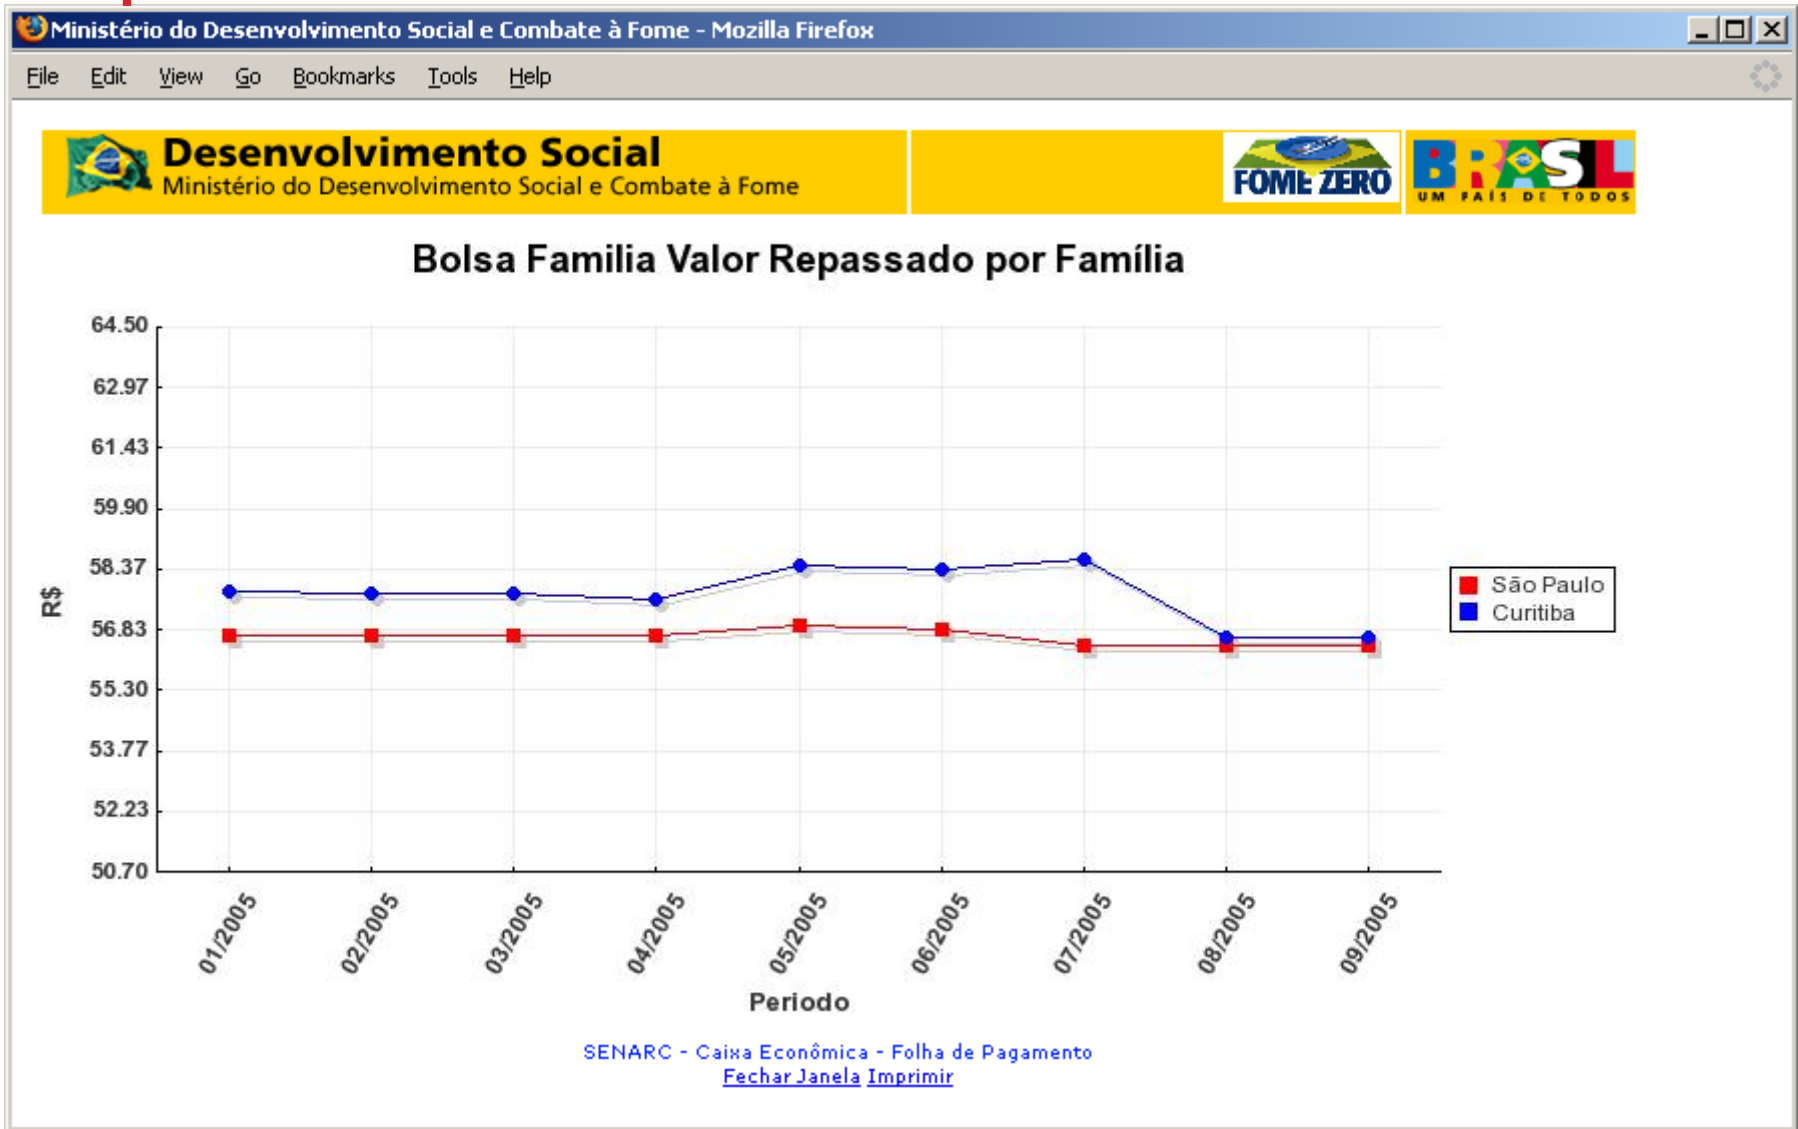 Ministério do Desenvolvimento Social e Combate à Fome - Mozilla Firefox
File Edit View Go Bookmarks Tools Help
Desenvolvimento Social
Ministério do Desenvolvimento Social e Combate à Fome
FOME ZERO
BRASIL
UM PAÍS DE TODOS
Bolsa Familia Valor Repassado por Família
64.50
62.97
61.43
59.90
58.37
56.83
55.30
53.77
52.23
50.70
R$
São Paulo
Curitiba
01/2005 02/2005 03/2005 04/2005 05/2005 06/2005 07/2005 08/2005 09/2005
Periodo
SENARC - Caixa Econômica - Folha de Pagamento
Fechar Janela Imprimir